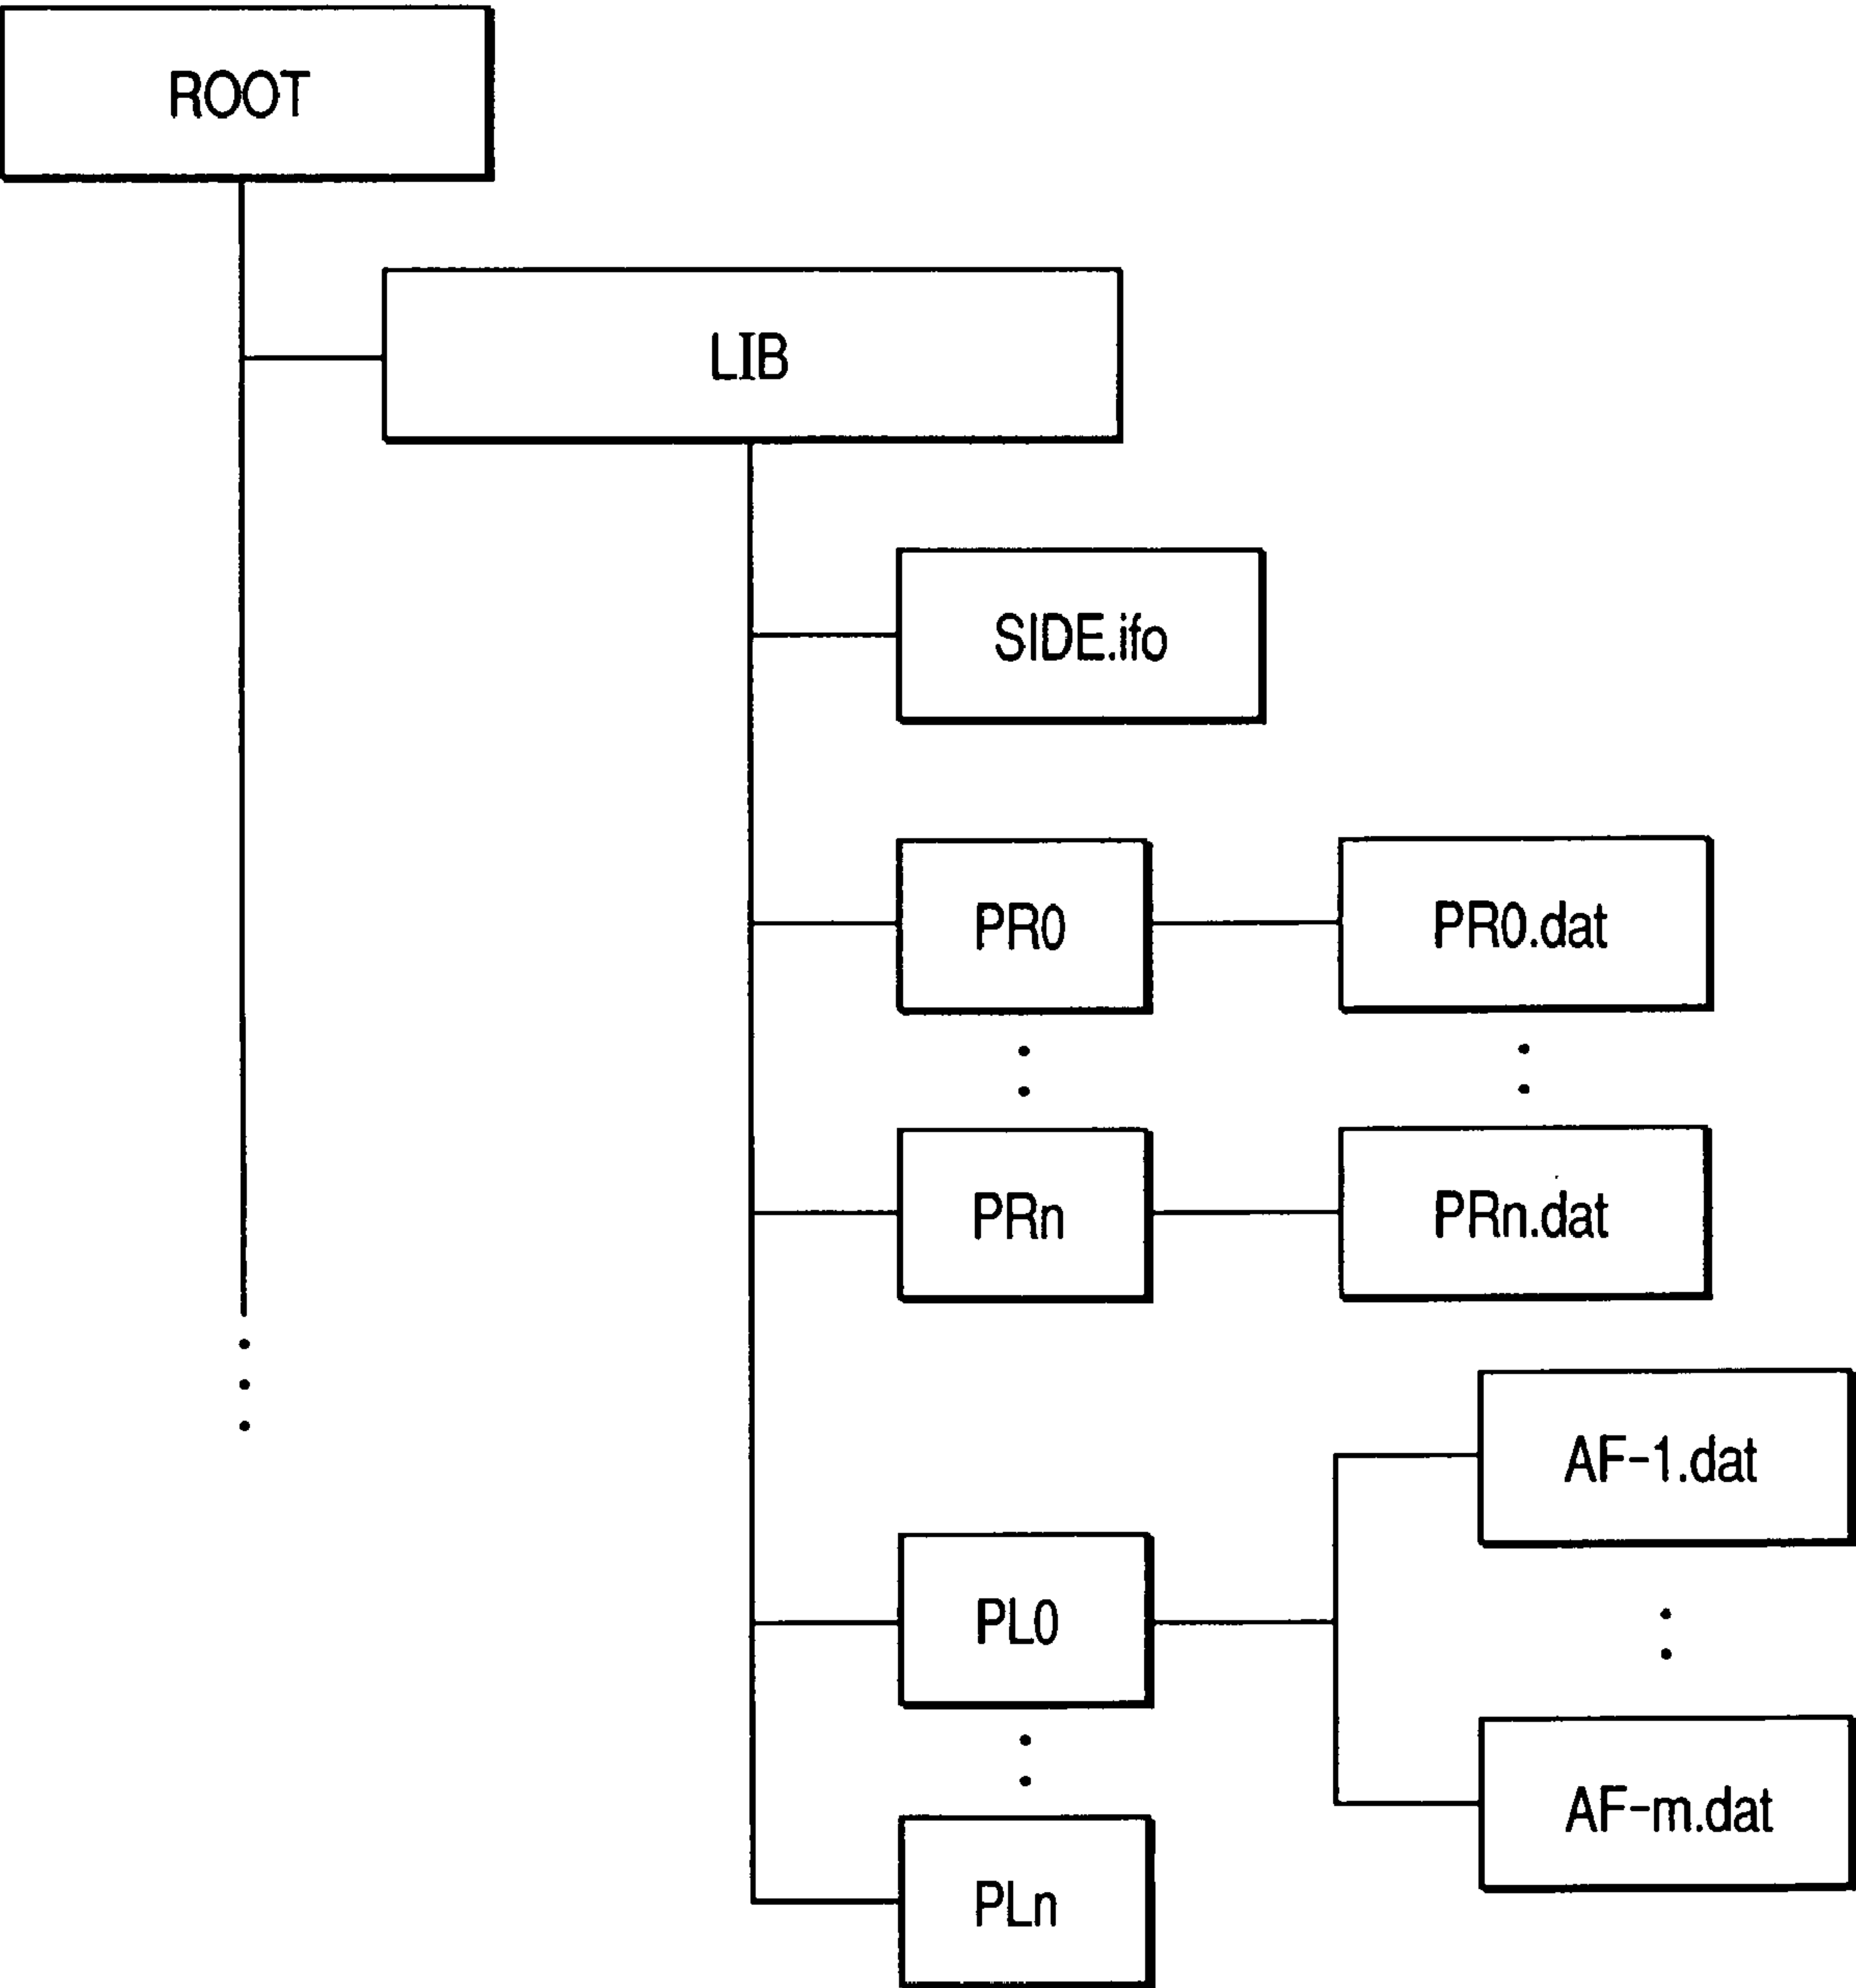 ROOT
LIB
SIDE.ifo
PR0
PR0.dat
PRn
PRn.dat
AF-1.dat
PL0
AF-m.dat
PLn